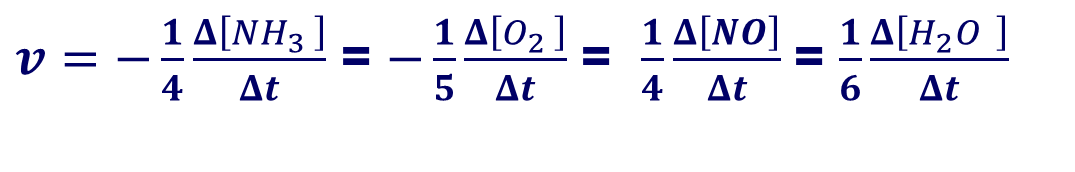 v = − 1/4 Δ[NH₃ ]/Δt = − 1/5 Δ[O₂ ]/Δt = 1/4 Δ[NO]/Δt = 1/6 Δ[H₂O ]/Δt